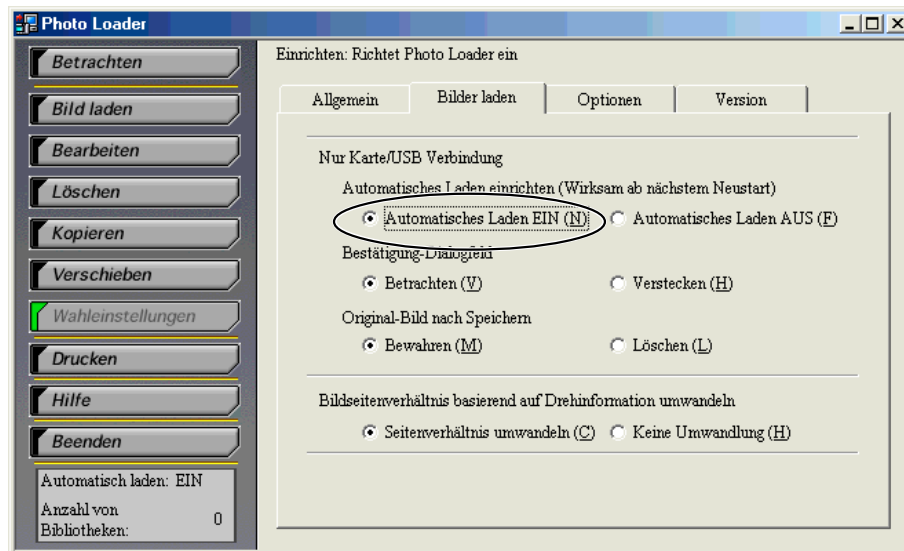 Photo Loader
Betrachten
Bild laden
Bearbeiten
Löschen
Kopieren
Verschieben
Wahleinstellungen
Drucken
Hilfe
Beenden
Automatisch laden: EIN
Anzahl von
Bibliotheken: 0
Einrichten: Richtet Photo Loader ein
Allgemein Bilder laden Optionen Version
Nur Karte/USB Verbindung
Automatisches Laden einrichten (Wirksam ab nächstem Neustart)
Automatisches Laden EIN (N) Automatisches Laden AUS (F)
Bestätigung-Dialogfeld
Betrachten (V) Verstecken (H)
Original-Bild nach Speichern
Bewahren (M) Löschen (L)
Bildseitenverhältnis basierend auf Drehinformation umwandeln
Seitenverhältnis umwandeln (C) Keine Umwandlung (H)